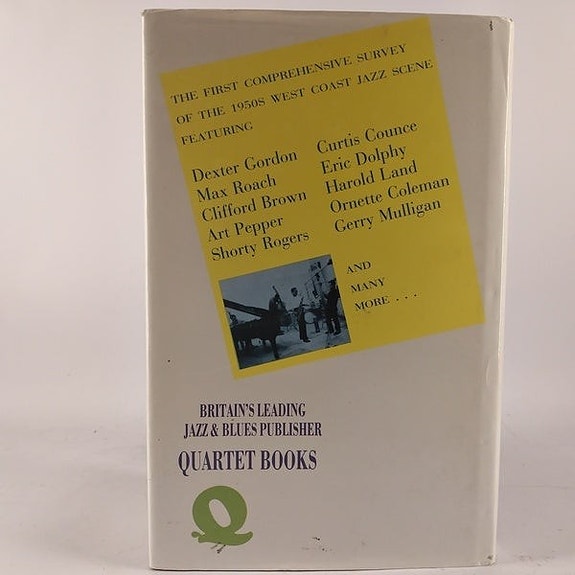 THE FIRST COMPREHENSIVE SURVEY
OF THE 1950S WEST COAST JAZZ SCENE
FEATURING
Dexter Gordon
Max Roach
Clifford Brown
Art Pepper
Shorty Rogers
Curtis Counce
Eric Dolphy
Harold Land
Ornette Coleman
Gerry Mulligan
AND
MANY
MORE . . .
BRITAIN'S LEADING
JAZZ & BLUES PUBLISHER
QUARTET BOOKS
Q